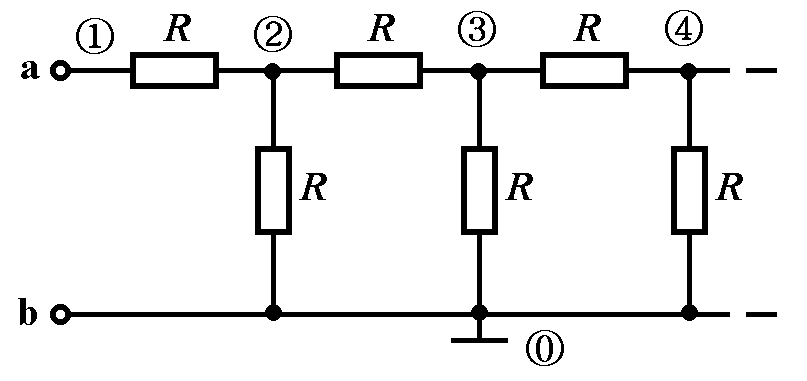 ① R ② R ③ R ④
a
R R R
b
⓪